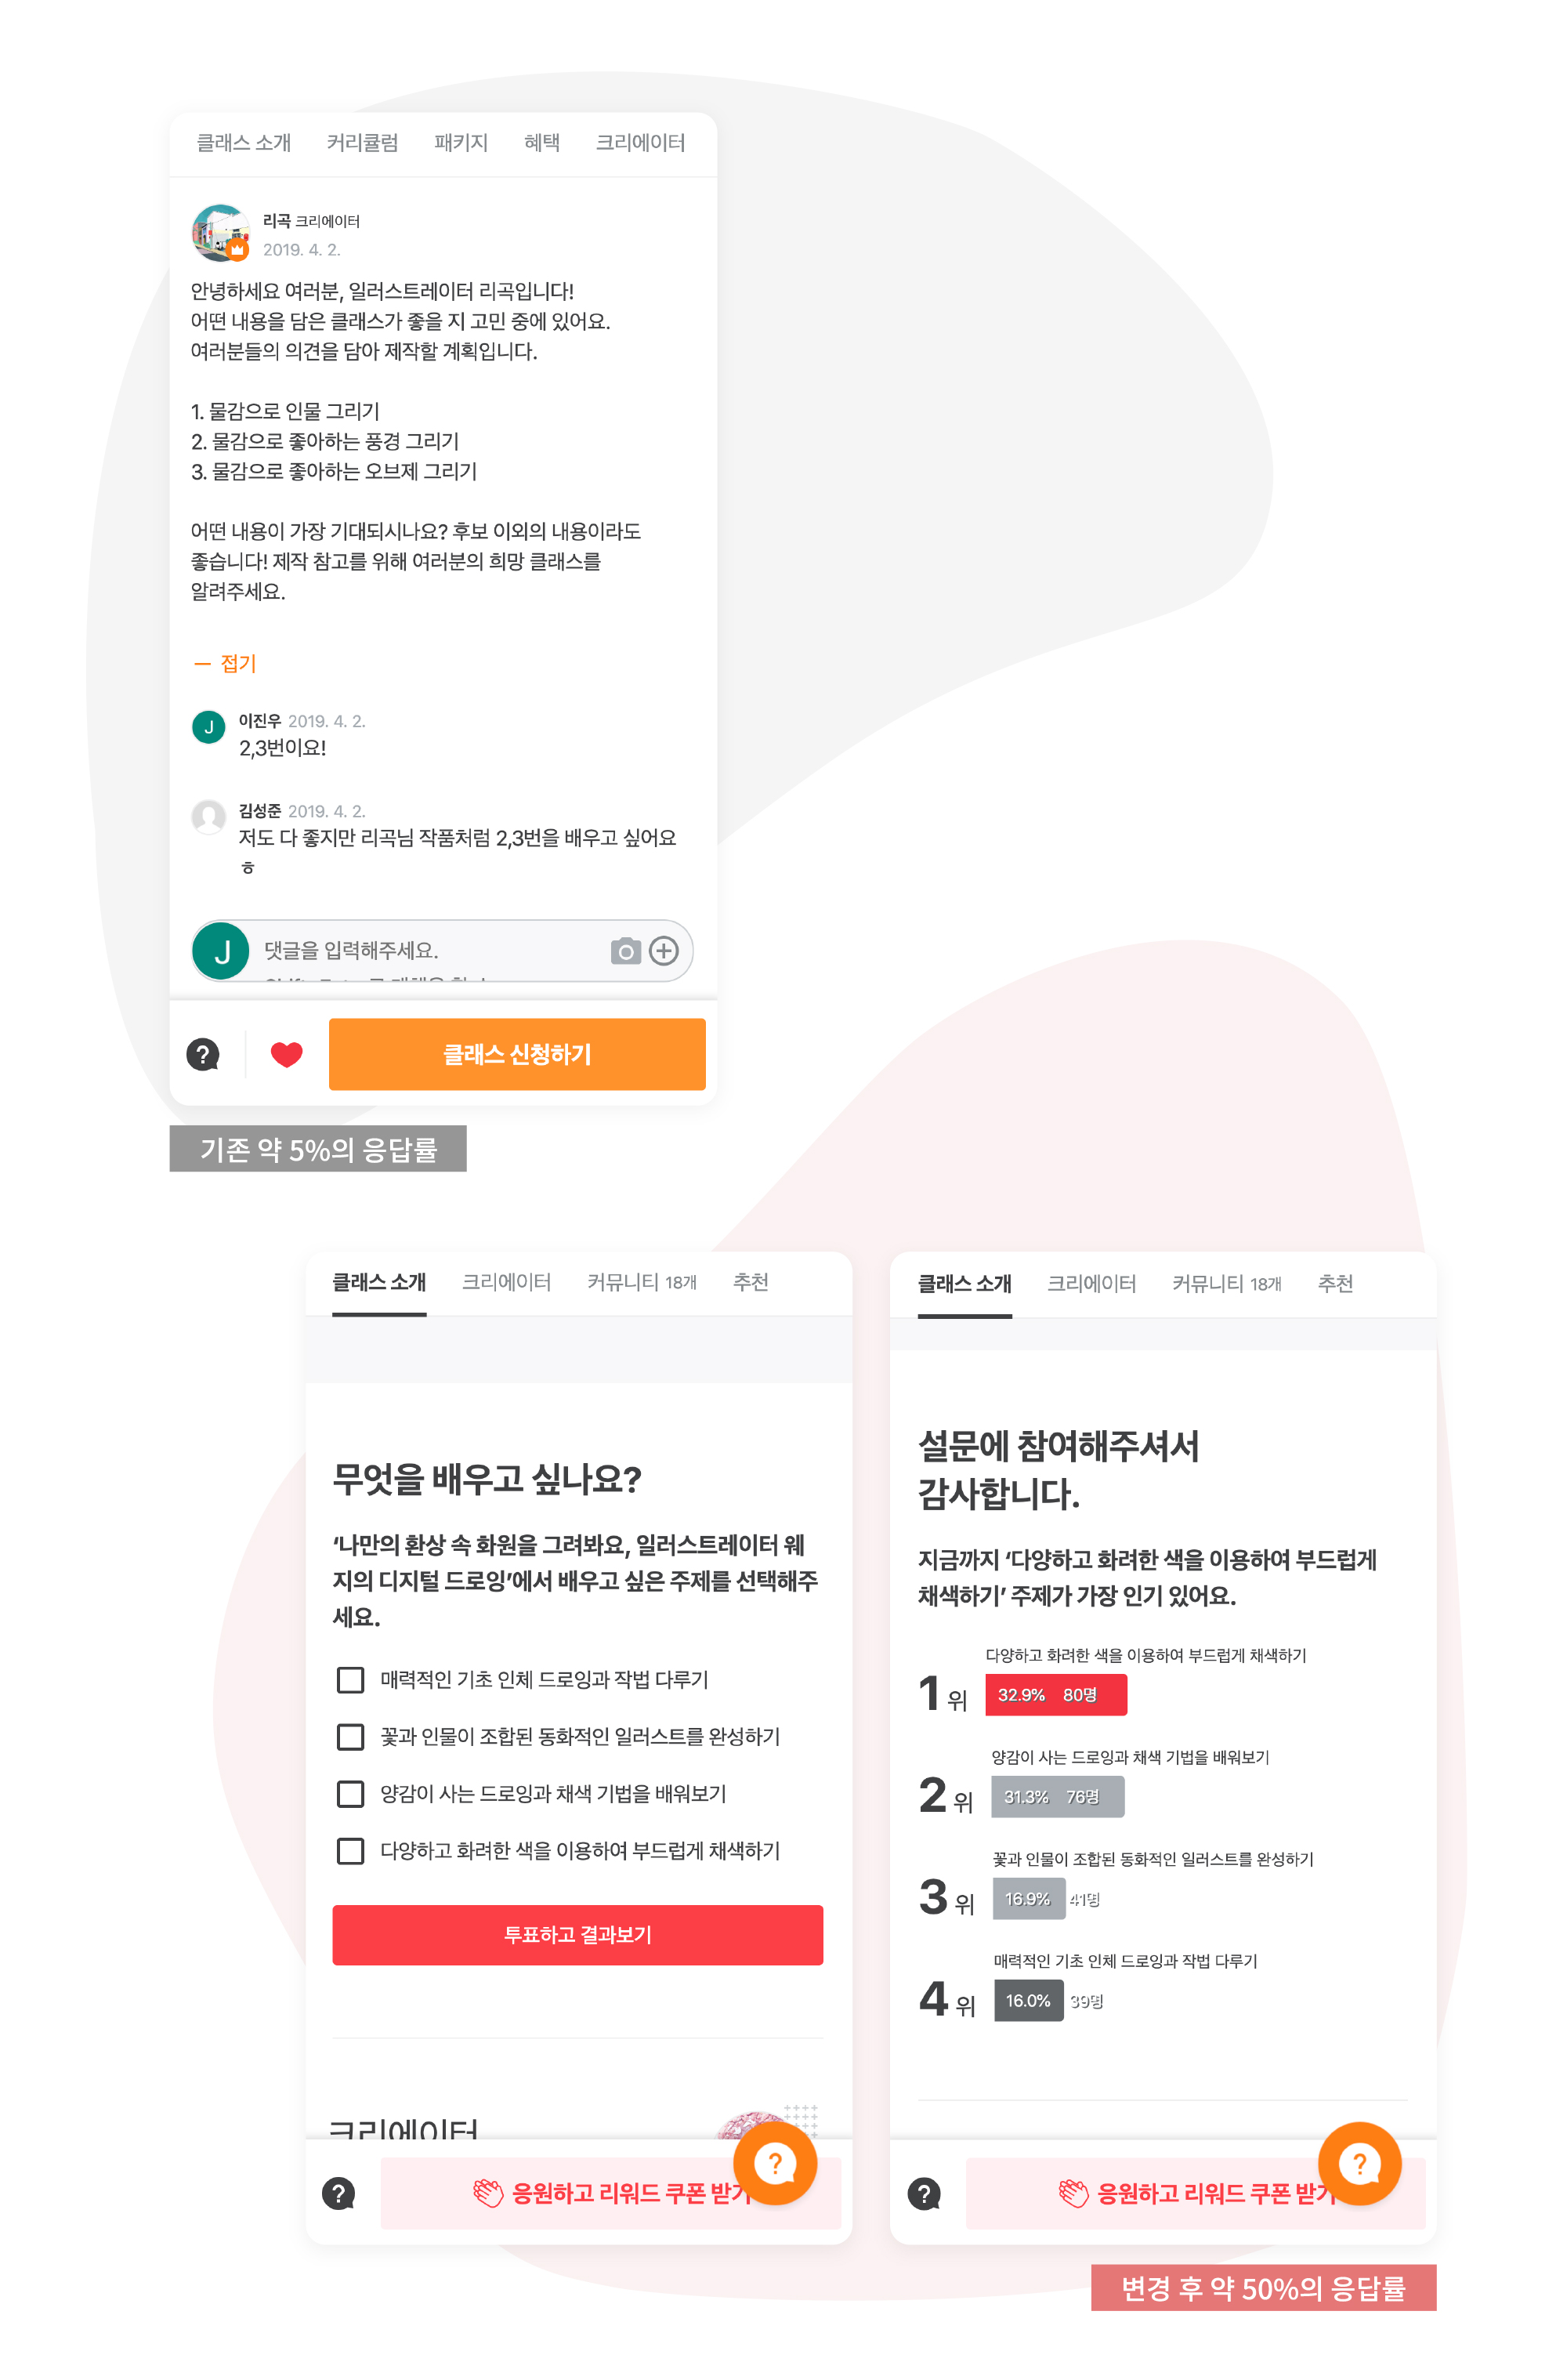 클래스 소개 커리큘럼 패키지 혜택 크리에이터
리곡 크리에이터
2019. 4. 2.
안녕하세요 여러분, 일러스트레이터 리곡입니다!
어떤 내용을 담은 클래스가 좋을 지 고민 중에 있어요.
여러분들의 의견을 담아 제작할 계획입니다.
1. 물감으로 인물 그리기
2. 물감으로 좋아하는 풍경 그리기
3. 물감으로 좋아하는 오브제 그리기
어떤 내용이 가장 기대되시나요? 후보 이외의 내용이라도
좋습니다! 제작 참고를 위해 여러분의 희망 클래스를
알려주세요.
— 접기
J
이진우 2019. 4. 2.
2,3번이요!
김성준 2019. 4. 2.
저도 다 좋지만 리곡님 작품처럼 2,3번을 배우고 싶어요
ㅎ
J 댓글을 입력해주세요.
? 클래스 신청하기
기존 약 5%의 응답률
클래스 소개 크리에이터 커뮤니티 18개 추천
무엇을 배우고 싶나요?
‘나만의 환상 속 화원을 그려봐요, 일러스트레이터 웨
지의 디지털 드로잉’에서 배우고 싶은 주제를 선택해주
세요.
매력적인 기초 인체 드로잉과 작법 다루기
꽃과 인물이 조합된 동화적인 일러스트를 완성하기
양감이 사는 드로잉과 채색 기법을 배워보기
다양하고 화려한 색을 이용하여 부드럽게 채색하기
투표하고 결과보기
크리에이터
? 응원하고 리워드 쿠폰 받기 ?
클래스 소개 크리에이터 커뮤니티 18개 추천
설문에 참여해주셔서
감사합니다.
지금까지 ‘다양하고 화려한 색을 이용하여 부드럽게
채색하기’ 주제가 가장 인기 있어요.
다양하고 화려한 색을 이용하여 부드럽게 채색하기
1 위 32.9% 80명
양감이 사는 드로잉과 채색 기법을 배워보기
2 위 31.3% 76명
꽃과 인물이 조합된 동화적인 일러스트를 완성하기
3 위 16.9% 41명
매력적인 기초 인체 드로잉과 작법 다루기
4 위 16.0% 39명
? 응원하고 리워드 쿠폰 받기 ?
변경 후 약 50%의 응답률